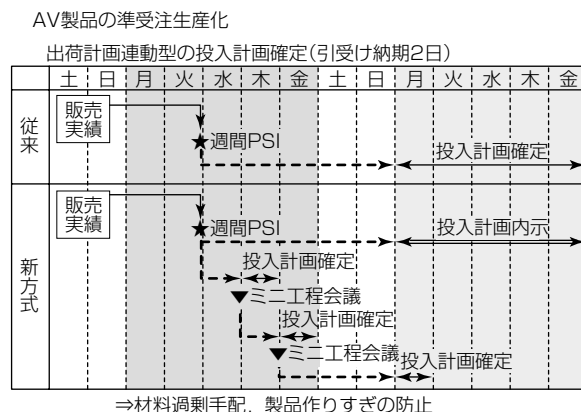 AV製品の準受注生産化
出荷計画連動型の投入計画確定(引受け納期2日)
土 日 月 火 水 木 金 土 日 月 火 水 木 金
従来
販売
実績
★週間PSI
投入計画確定
新方式
販売
実績
★週間PSI
投入計画内示
投入計画確定
▼ミニ工程会議
投入計画確定
▼ミニ工程会議
投入計画確定
⇒材料過剰手配，製品作りすぎの防止